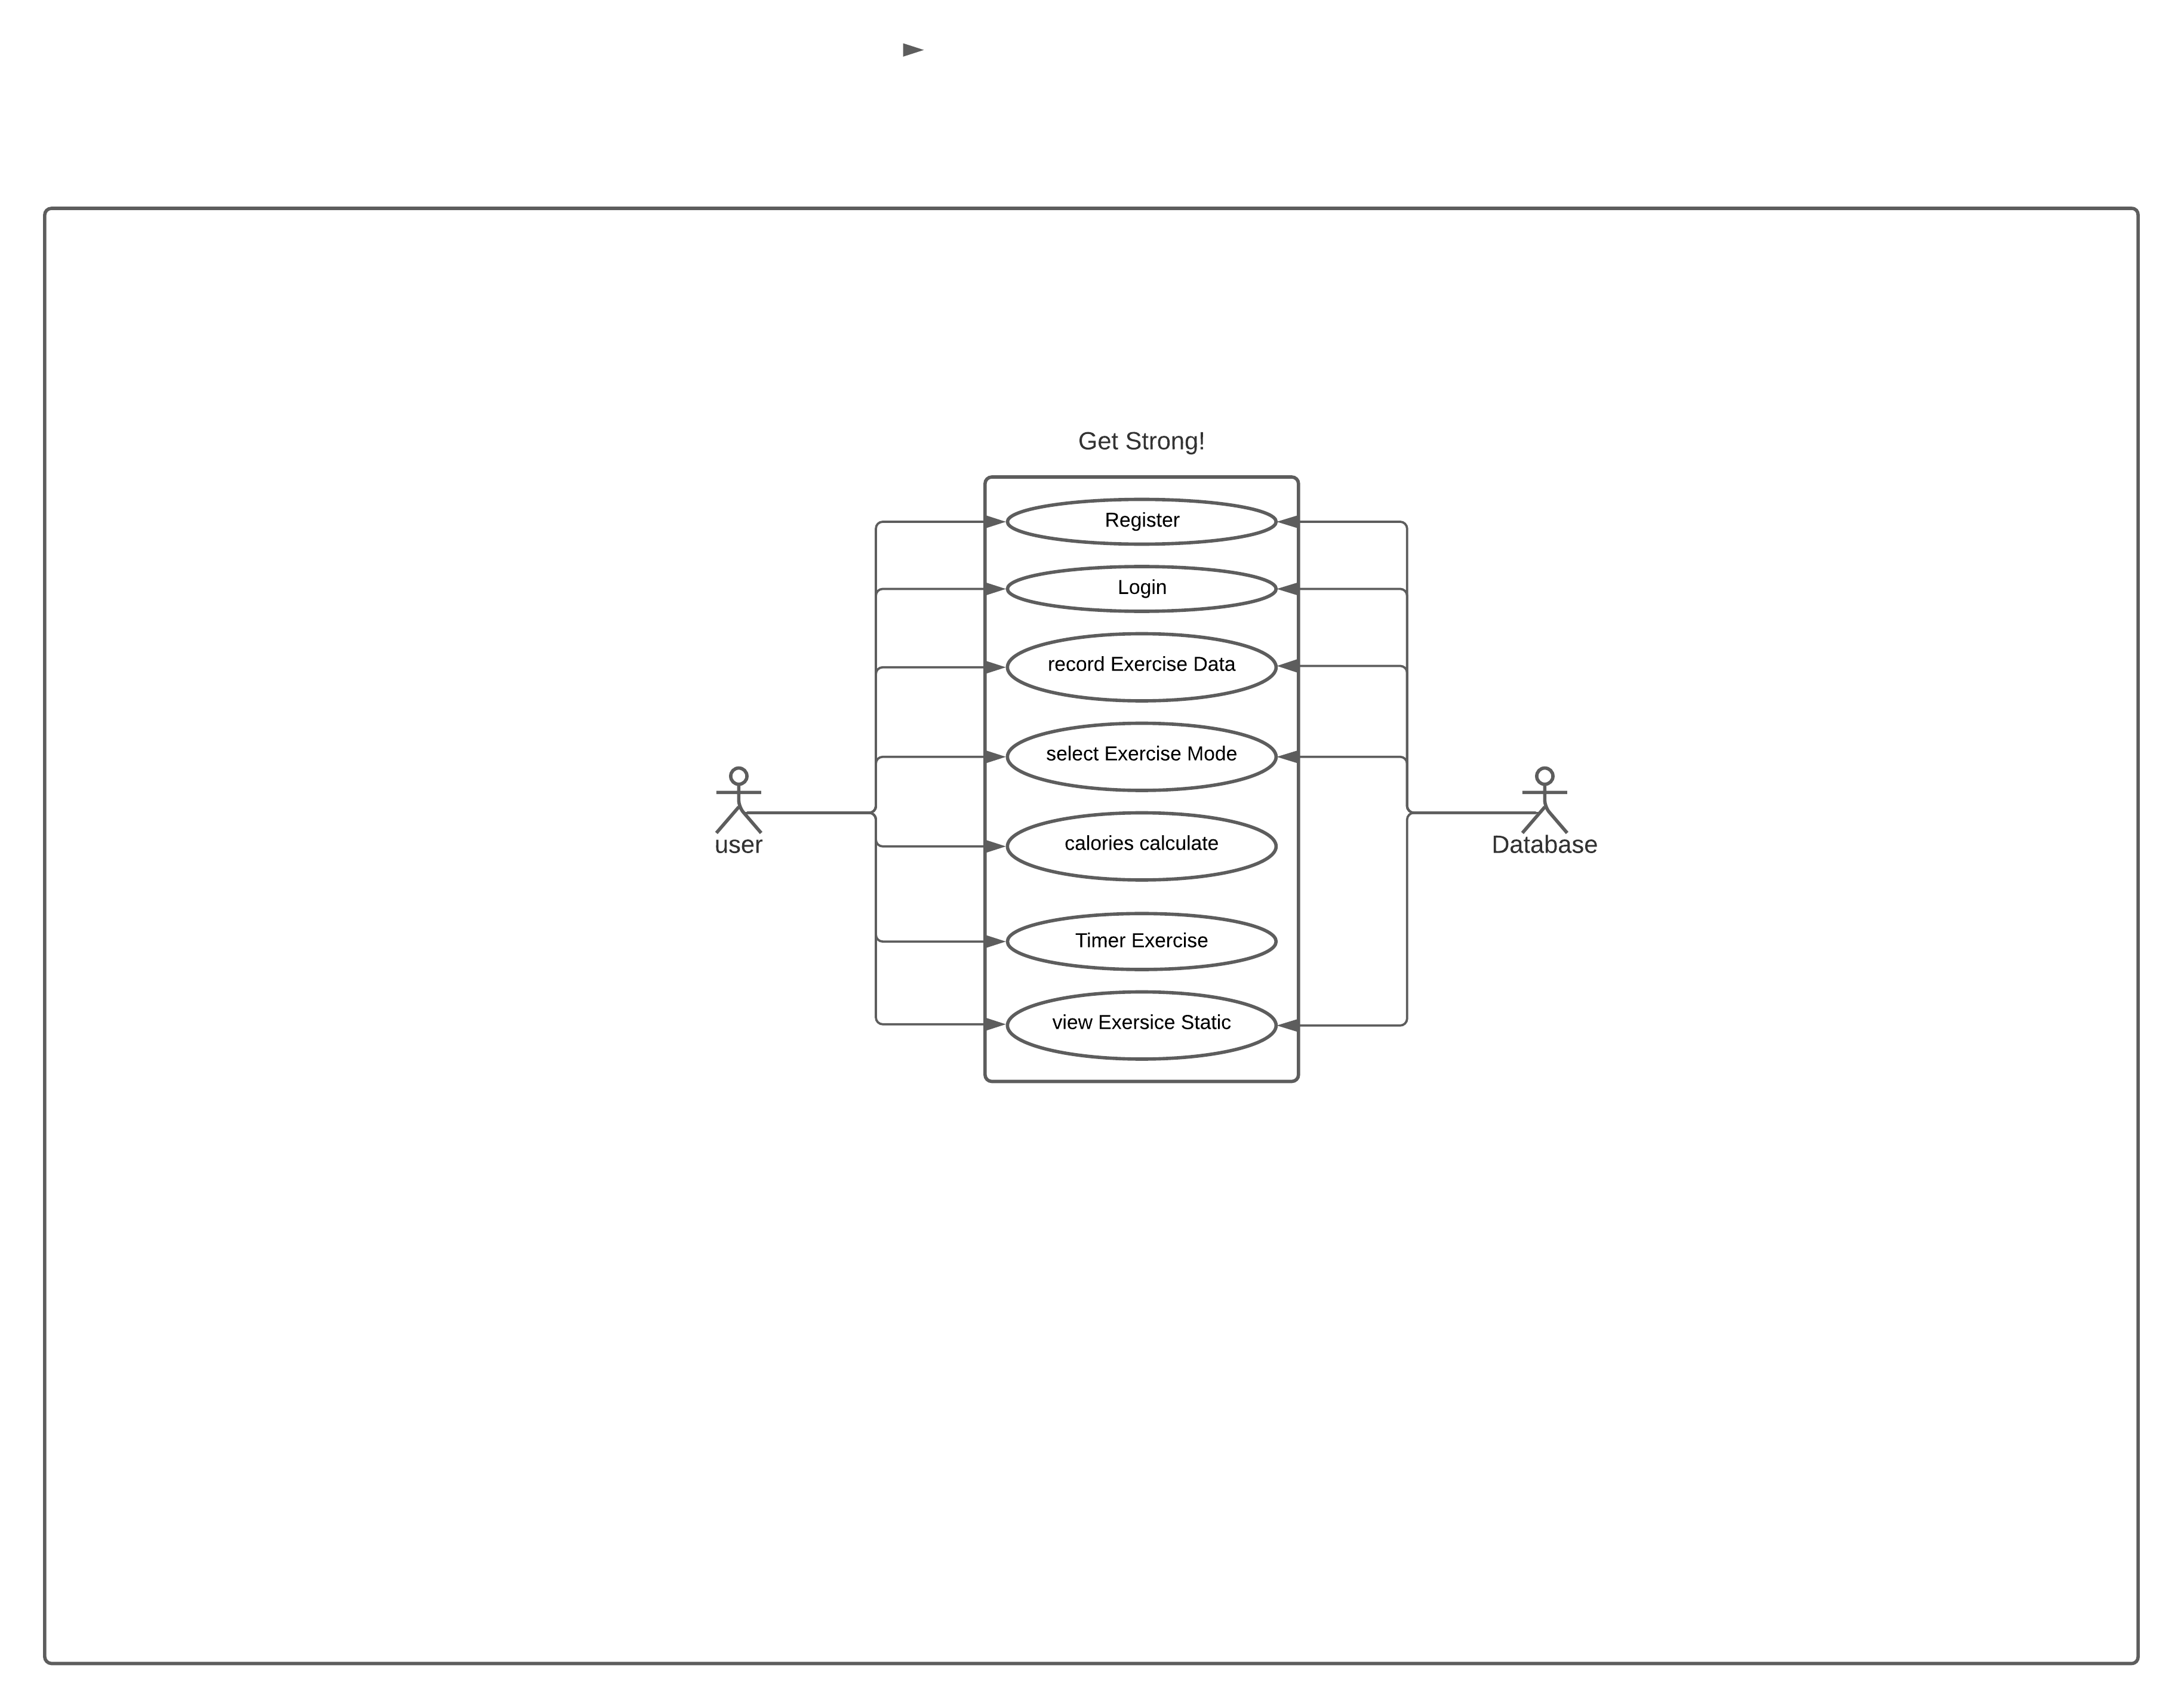 Get Strong!
Register
Login
record Exercise Data
select Exercise Mode
user
calories calculate
Database
Timer Exercise
view Exersice Static